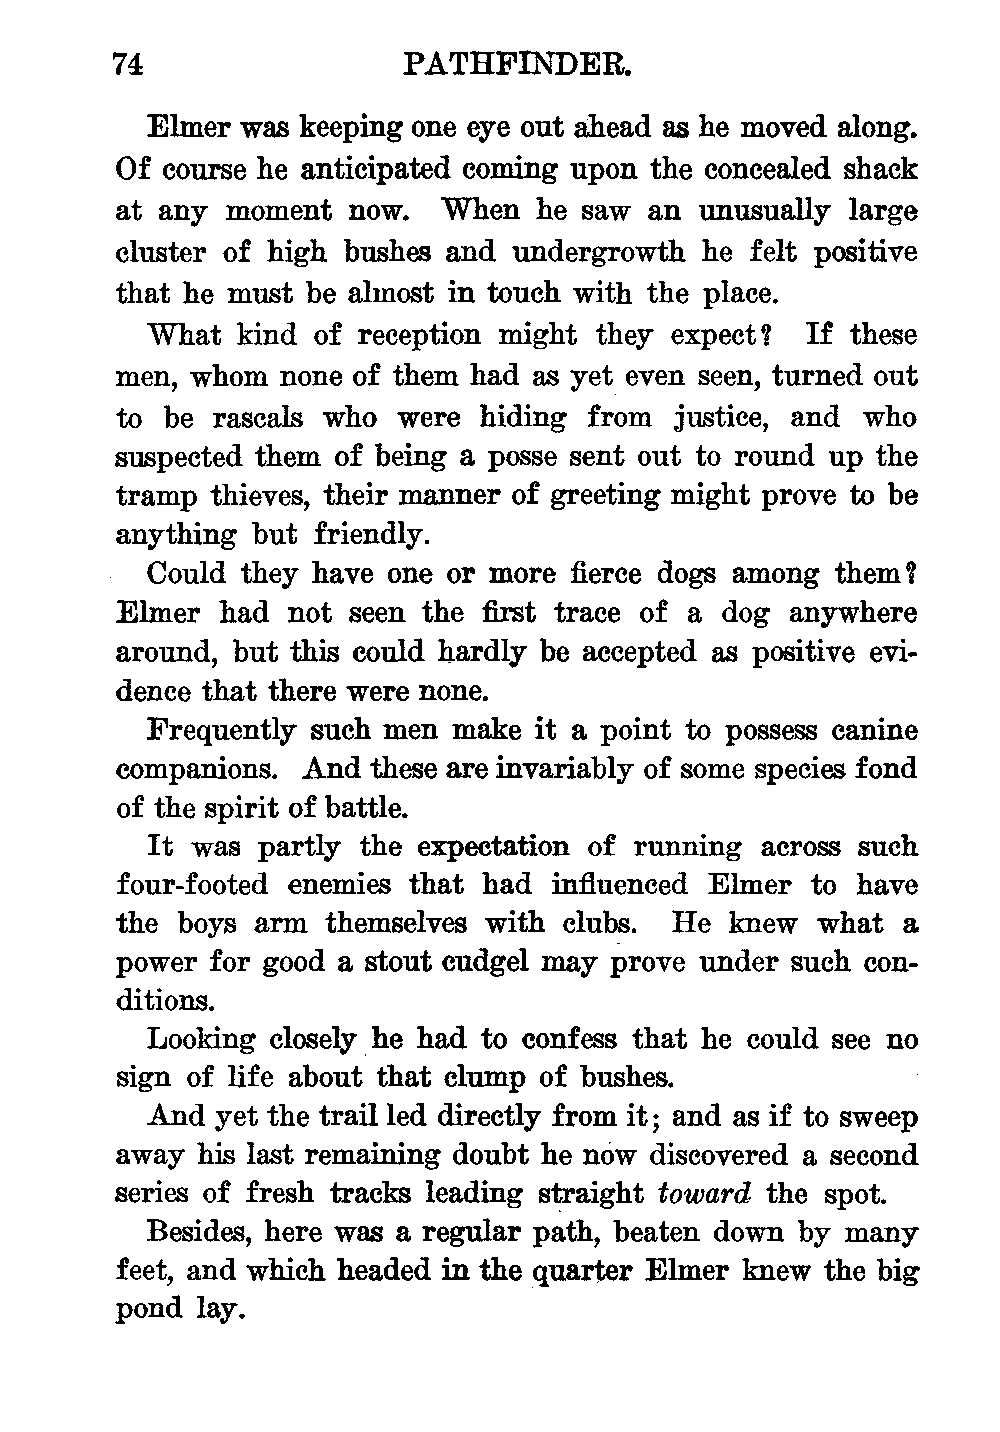 74 PATHFINDER.
Elmer was keeping one eye out ahead as he moved along.
Of course he anticipated coming upon the concealed shack
at any moment now. When he saw an unusually large
cluster of high bushes and undergrowth he felt positive
that he must be almost in touch with the place.
What kind of reception might they expect? If these
men, whom none of them had as yet even seen, turned out
to be rascals who were hiding from justice, and who
suspected them of being a posse sent out to round up the
tramp thieves, their manner of greeting might prove to be
anything but friendly.
Could they have one or more fierce dogs among them?
Elmer had not seen the first trace of a dog anywhere
around, but this could hardly be accepted as positive evi-
dence that there were none.
Frequently such men make it a point to possess canine
companions. And these are invariably of some species fond
of the spirit of battle.
It was partly the expectation of running across such
four-footed enemies that had influenced Elmer to have
the boys arm themselves with clubs. He knew what a
power for good a stout cudgel may prove under such con-
ditions.
Looking closely he had to confess that he could see no
sign of life about that clump of bushes.
And yet the trail led directly from it; and as if to sweep
away his last remaining doubt he now discovered a second
series of fresh tracks leading straight toward the spot.
Besides, here was a regular path, beaten down by many
feet, and which headed in the quarter Elmer knew the big
pond lay.